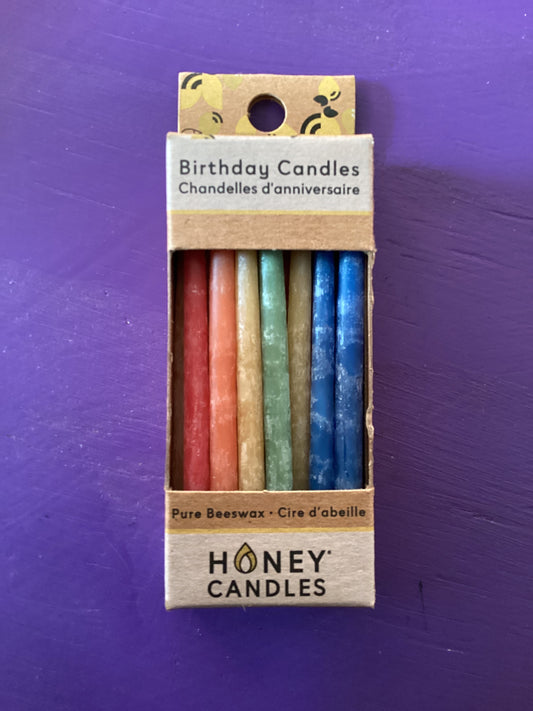 Birthday Candles
Chandelles d'anniversaire
Pure Beeswax · Cire d'abeille
HONEY®
CANDLES